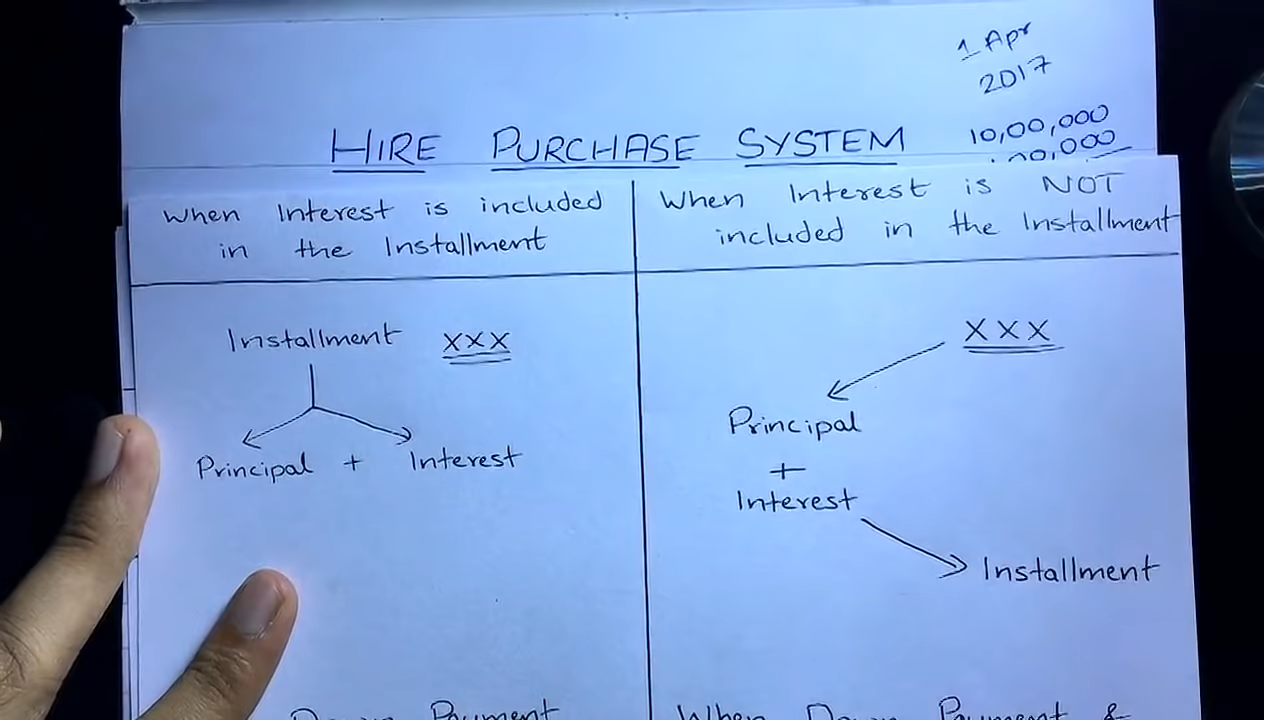 1 Apr
2017
HIRE PURCHASE SYSTEM
10,00,000
When Interest is included
in the Installment
When Interest is NOT
included in the Installment
Installment XXX
Principal + Interest
XXX
Principal
+
Interest
Installment
Down Payment
When Down Payment &